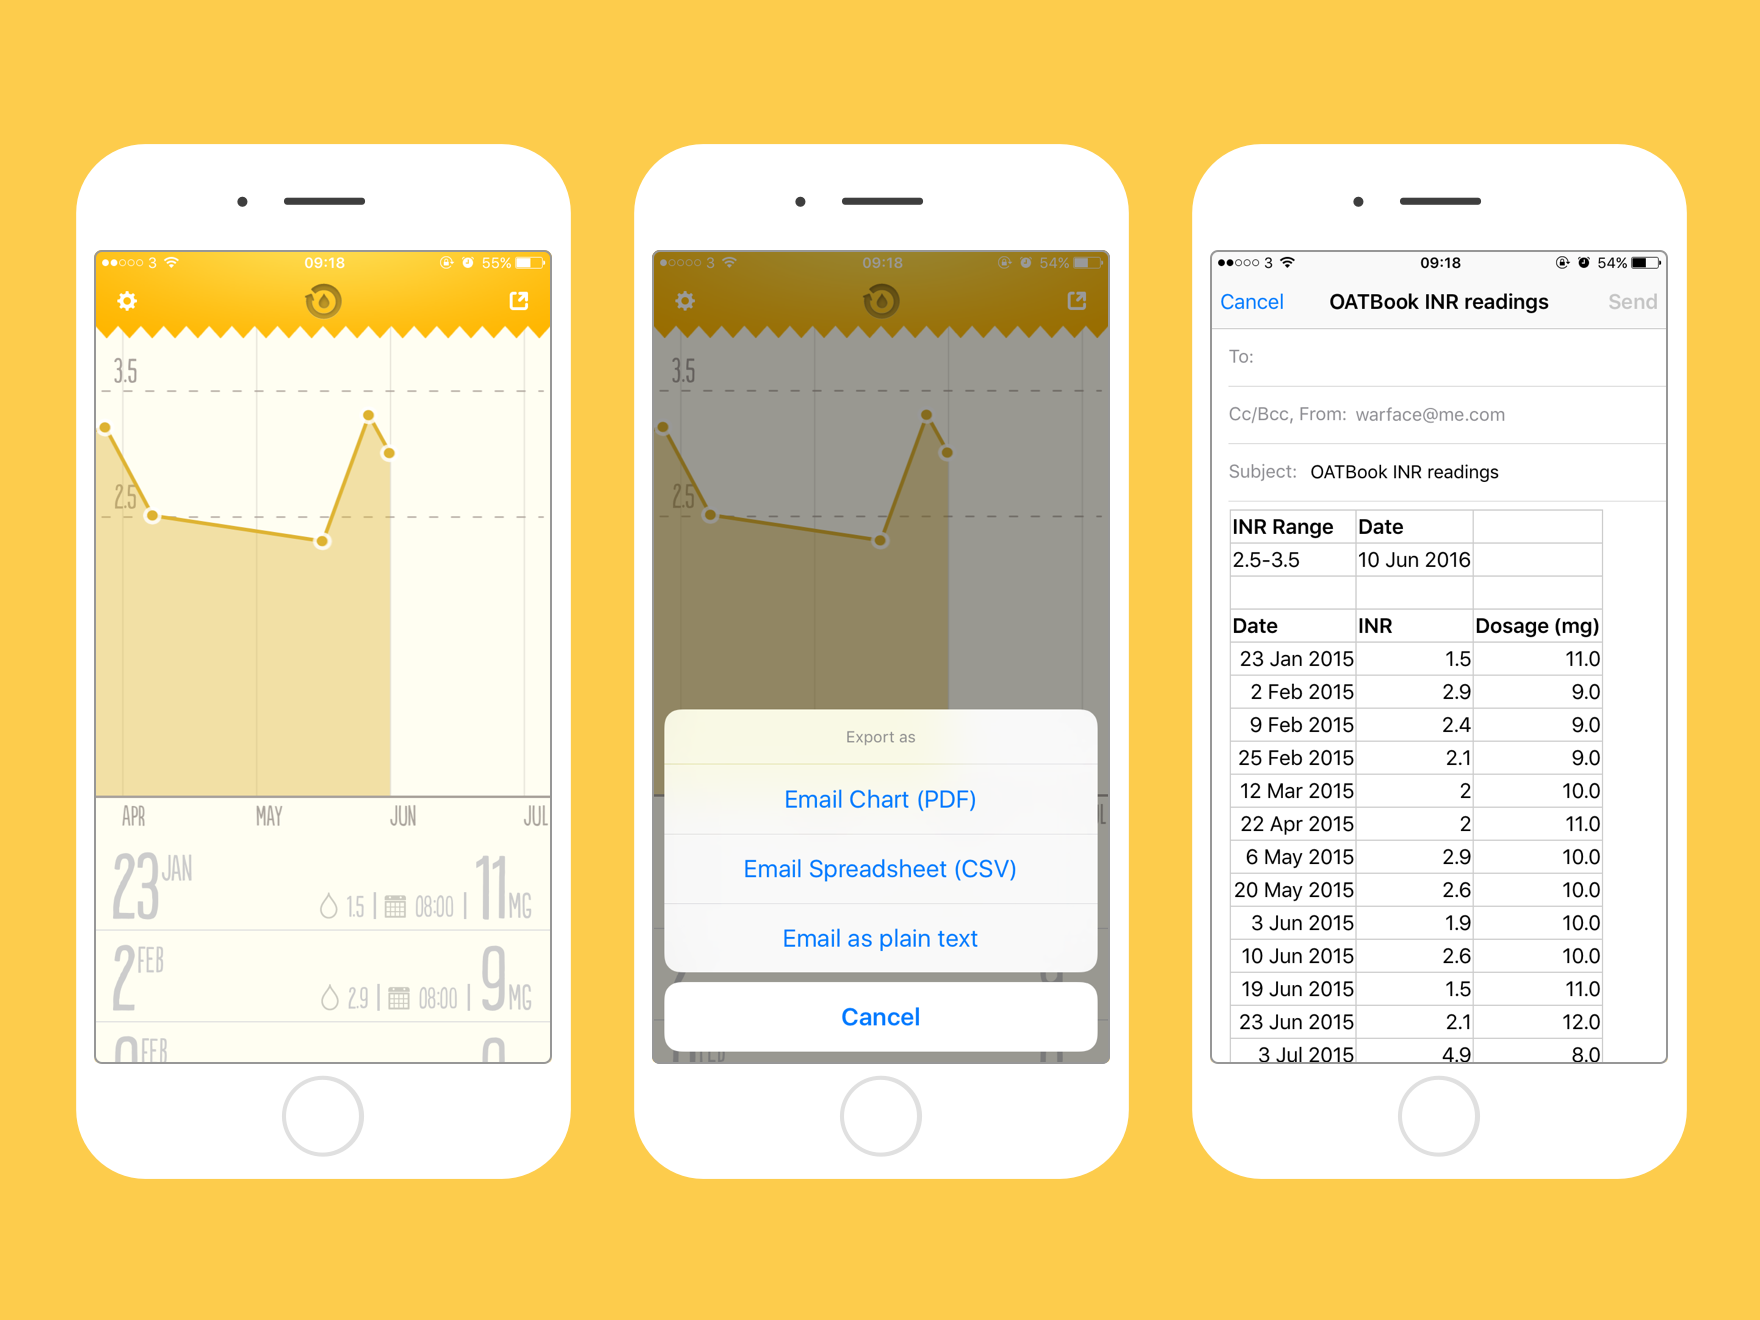 3 09:18 55%
3.5
2.5
APR MAY JUN JUL
23 JAN 1.5 | 08:00 | 11 MG
2 FEB 2.9 | 08:00 | 9 MG
FEB
3 09:18 54%
3.5
2.5
Export as
Email Chart (PDF)
Email Spreadsheet (CSV)
Email as plain text
Cancel
3 09:18 54%
Cancel OATBook INR readings Send
To:
Cc/Bcc, From: warface@me.com
Subject: OATBook INR readings
INR Range Date
2.5-3.5 10 Jun 2016
Date INR Dosage (mg)
23 Jan 2015 1.5 11.0
2 Feb 2015 2.9 9.0
9 Feb 2015 2.4 9.0
25 Feb 2015 2.1 9.0
12 Mar 2015 2 10.0
22 Apr 2015 2 11.0
6 May 2015 2.9 10.0
20 May 2015 2.6 10.0
3 Jun 2015 1.9 10.0
10 Jun 2015 2.6 10.0
19 Jun 2015 1.5 11.0
23 Jun 2015 2.1 12.0
3 Jul 2015 4.9 8.0